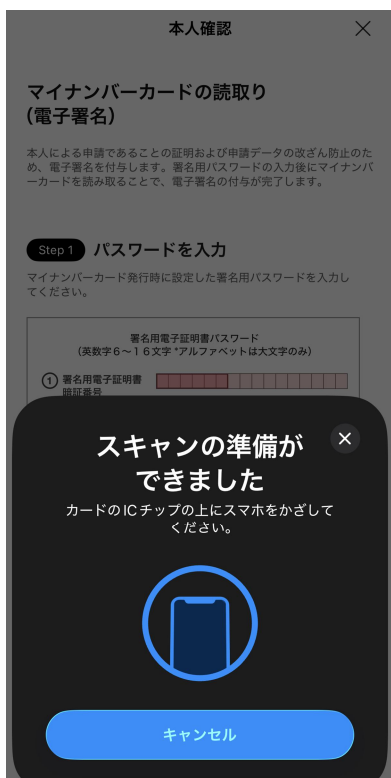 本人確認
マイナンバーカードの読取り
(電子署名)
本人による申請であることの証明および申請データの改ざん防止のた
め、電子署名を付与します。署名用パスワードの入力後にマイナンバ
ーカードを読み取ることで、電子署名の付与が完了します。
Step 1 パスワードを入力
マイナンバーカード発行時に設定した署名用パスワードを入力し
てください。
署名用電子証明書パスワード
(英数字6〜16文字 *アルファベットは大文字のみ)
① 署名用電子証明書
暗証番号
スキャンの準備が
できました
カードのICチップの上にスマホをかざして
ください。
キャンセル